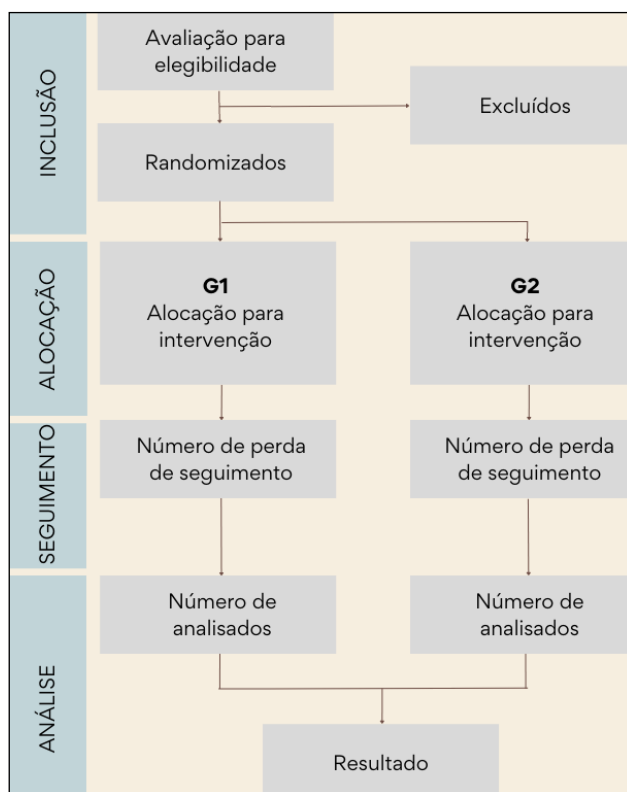 INCLUSÃO
Avaliação para
elegibilidade
Excluídos
Randomizados
ALOCAÇÃO
G1
Alocação para
intervenção
G2
Alocação para
intervenção
SEGUIMENTO
Número de perda
de seguimento
Número de perda
de seguimento
ANÁLISE
Número de
analisados
Número de
analisados
Resultado